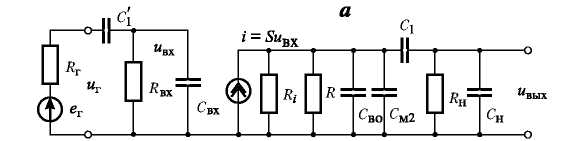 а
C₁′
i = Suвх
C₁
uвх
Rг
uг
Rвх
Cвх
eг
Ri
R
Cво
Cм2
Rн
Cн
uвых